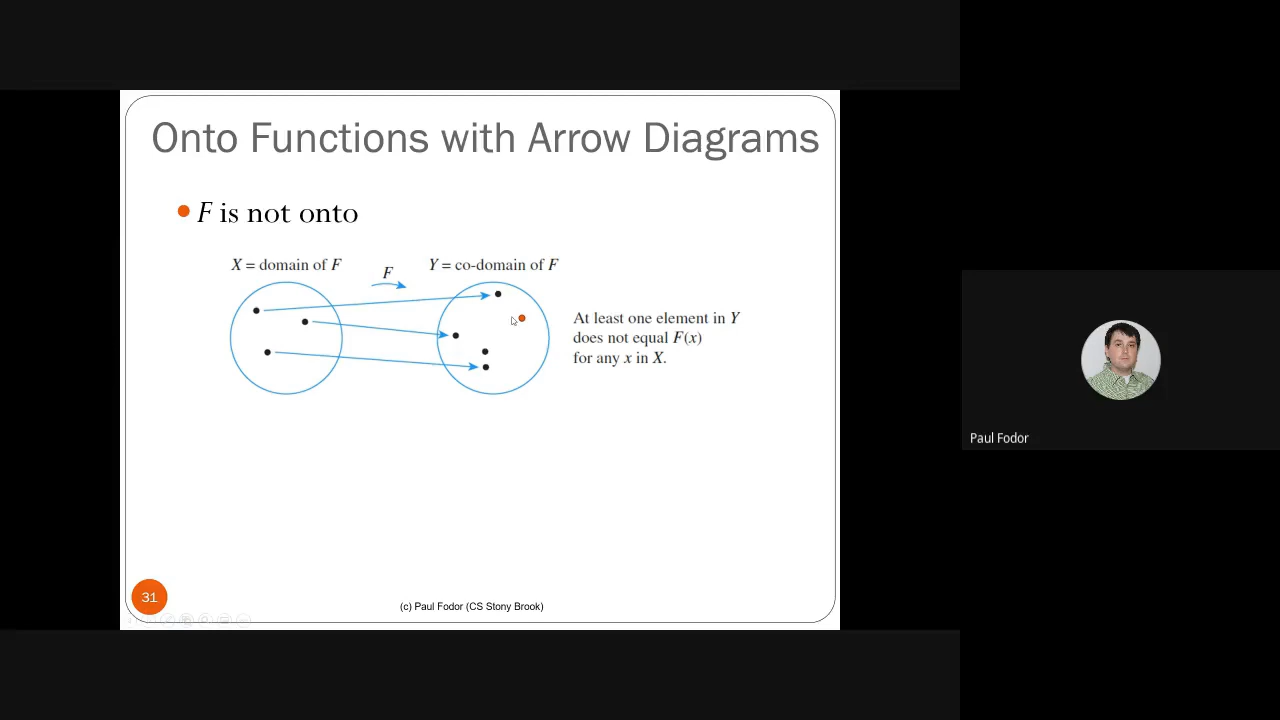 Onto Functions with Arrow Diagrams
F is not onto
X = domain of F
F
Y = co-domain of F
At least one element in Y
does not equal F(x)
for any x in X.
Paul Fodor
31
(c) Paul Fodor (CS Stony Brook)